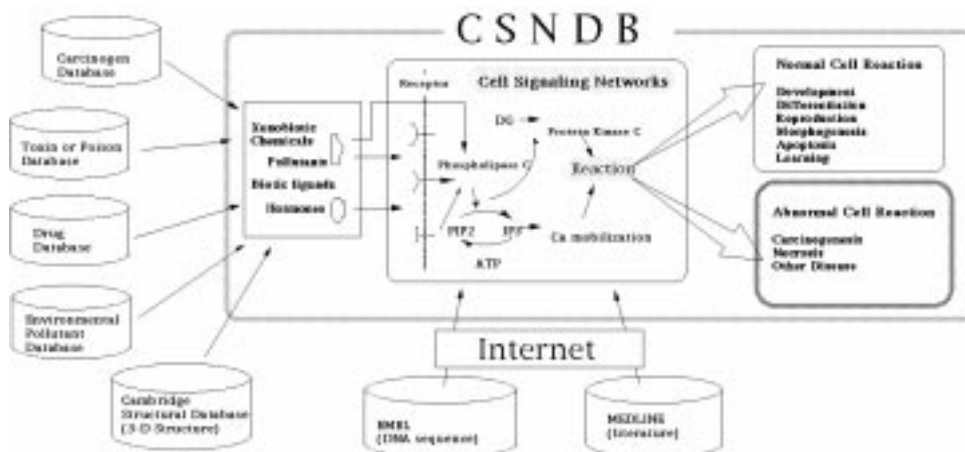 CSNDB
Carcinogen
Database
Toxin or Poison
Database
Drug
Database
Environmental
Pollutant
Database
Cambridge
Structural Database
(3-D Structure)
Xenobiotic
Chemicals
Pollutants
Biotic ligands
Hormones
Receptor
Cell Signaling Networks
DG
Protein Kinase C
Phospholipase C
Reaction
PIP2
IP3
Ca mobilization
ATP
Normal Cell Reaction
Development
Differentiation
Reproduction
Morphogenesis
Apoptosis
Learning
Abnormal Cell Reaction
Carcinogenesis
Necrosis
Other Disease
Internet
(DNA sequence)
MEDLINE
(literature)